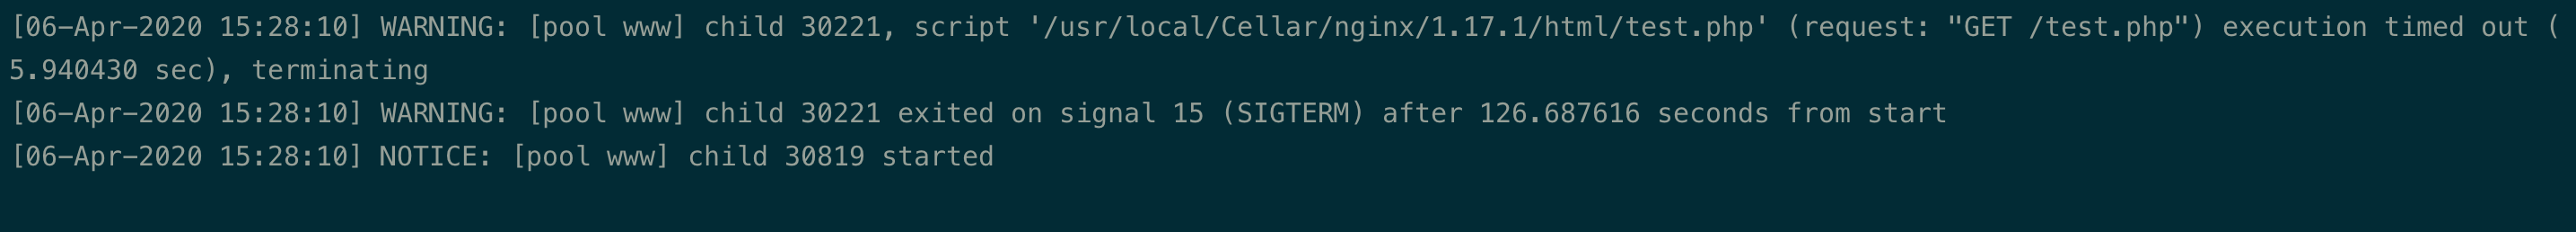 [06-Apr-2020 15:28:10] WARNING: [pool www] child 30221, script '/usr/local/Cellar/nginx/1.17.1/html/test.php' (request: "GET /test.php") execution timed out (
5.940430 sec), terminating
[06-Apr-2020 15:28:10] WARNING: [pool www] child 30221 exited on signal 15 (SIGTERM) after 126.687616 seconds from start
[06-Apr-2020 15:28:10] NOTICE: [pool www] child 30819 started